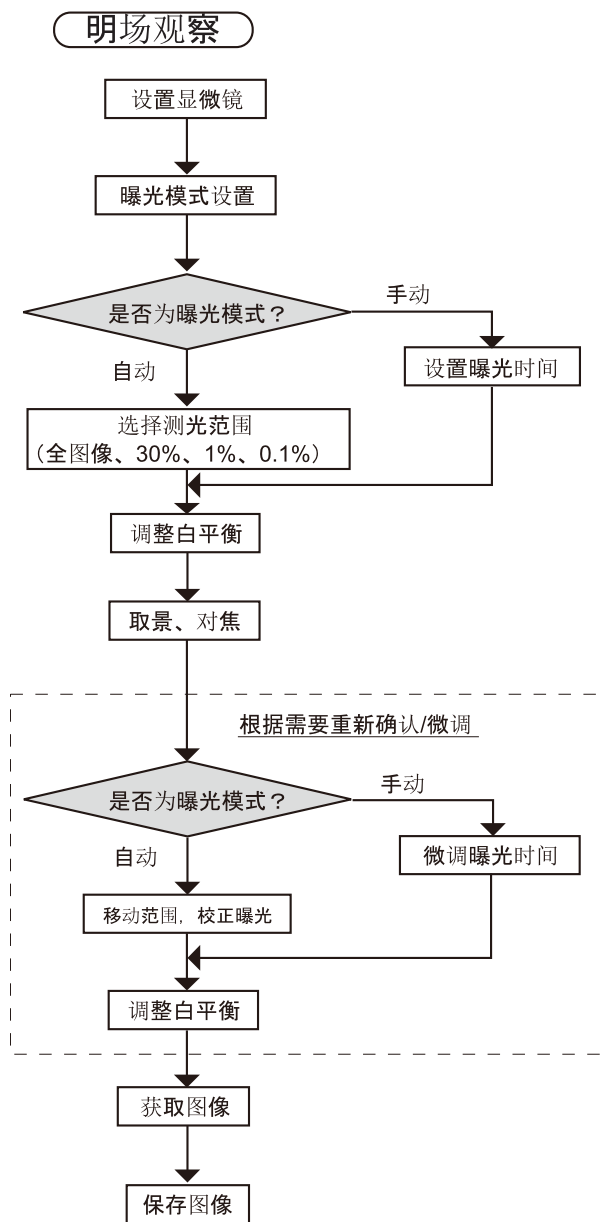 明场观察
设置显微镜
曝光模式设置
是否为曝光模式？
手动
自动
设置曝光时间
选择测光范围
（全图像、30%、1%、0.1%）
调整白平衡
取景、对焦
根据需要重新确认/微调
是否为曝光模式？
手动
自动
微调曝光时间
移动范围，校正曝光
调整白平衡
获取图像
保存图像